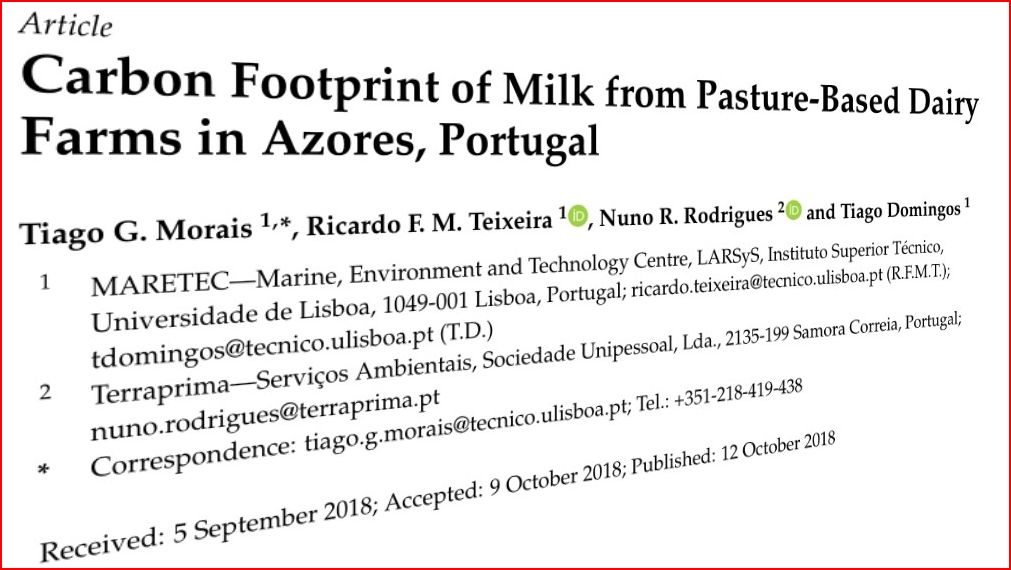 Article
Carbon Footprint of Milk from Pasture-Based Dairy
Farms in Azores, Portugal
Tiago G. Morais 1,*, Ricardo F. M. Teixeira 1 iD, Nuno R. Rodrigues 2 iD and Tiago Domingos 1
1 MARETEC—Marine, Environment and Technology Centre, LARSyS, Instituto Superior Técnico,
Universidade de Lisboa, 1049-001 Lisboa, Portugal; ricardo.teixeira@tecnico.ulisboa.pt (R.F.M.T.);
tdomingos@tecnico.ulisboa.pt (T.D.)
2 Terraprima—Serviços Ambientais, Sociedade Unipessoal, Lda., 2135-199 Samora Correia, Portugal;
nuno.rodrigues@terraprima.pt
* Correspondence: tiago.g.morais@tecnico.ulisboa.pt; Tel.: +351-218-419-438
Received: 5 September 2018; Accepted: 9 October 2018; Published: 12 October 2018